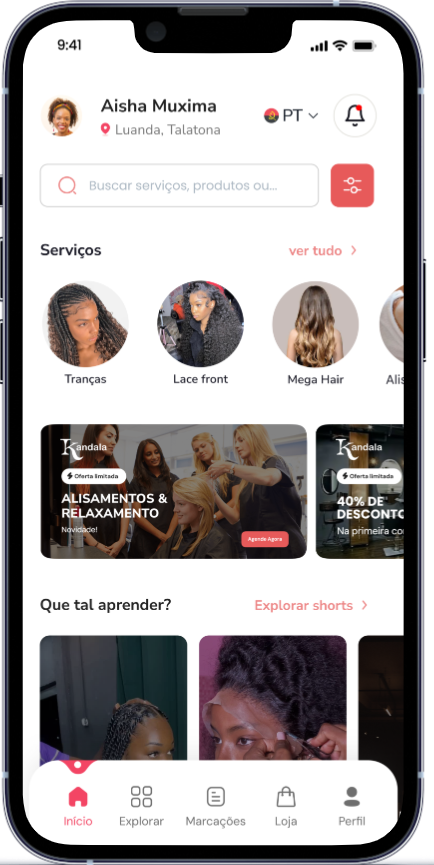 9:41
Aisha Muxima
Luanda, Talatona
PT
Buscar serviços, produtos ou...
Serviços
ver tudo
Tranças
Lace front
Mega Hair
Alis
Kandala
Oferta limitada
ALISAMENTOS &
RELAXAMENTO
Novidade!
Agende Agora
Kandala
Oferta limitada
40% DE
DESCONTO
Na primeira co
Que tal aprender?
Explorar shorts
Início
Explorar
Marcações
Loja
Perfil